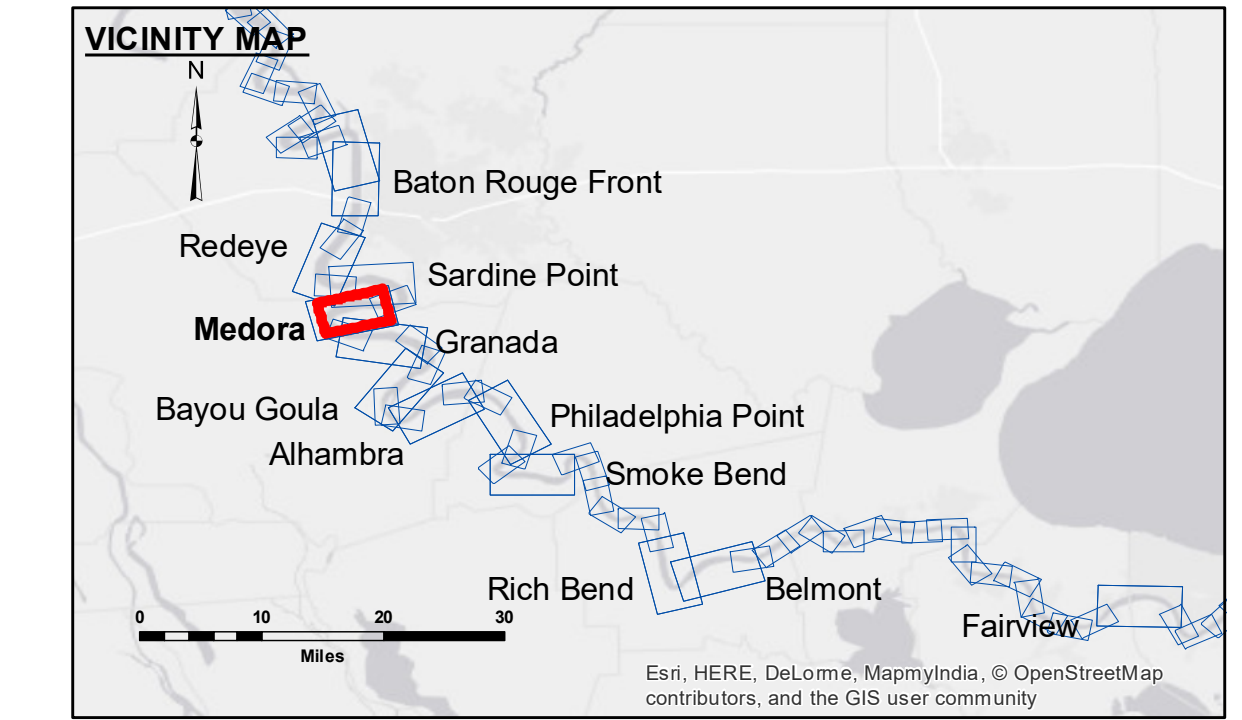 VICINITY MAP
N
Baton Rouge Front
Redeye
Sardine Point
Medora
Granada
Bayou Goula
Philadelphia Point
Alhambra
Smoke Bend
Rich Bend
Belmont
Fairview
0 10 20 30
Miles
Esri, HERE, DeLorme, MapmyIndia, © OpenStreetMap
contributors, and the GIS user community